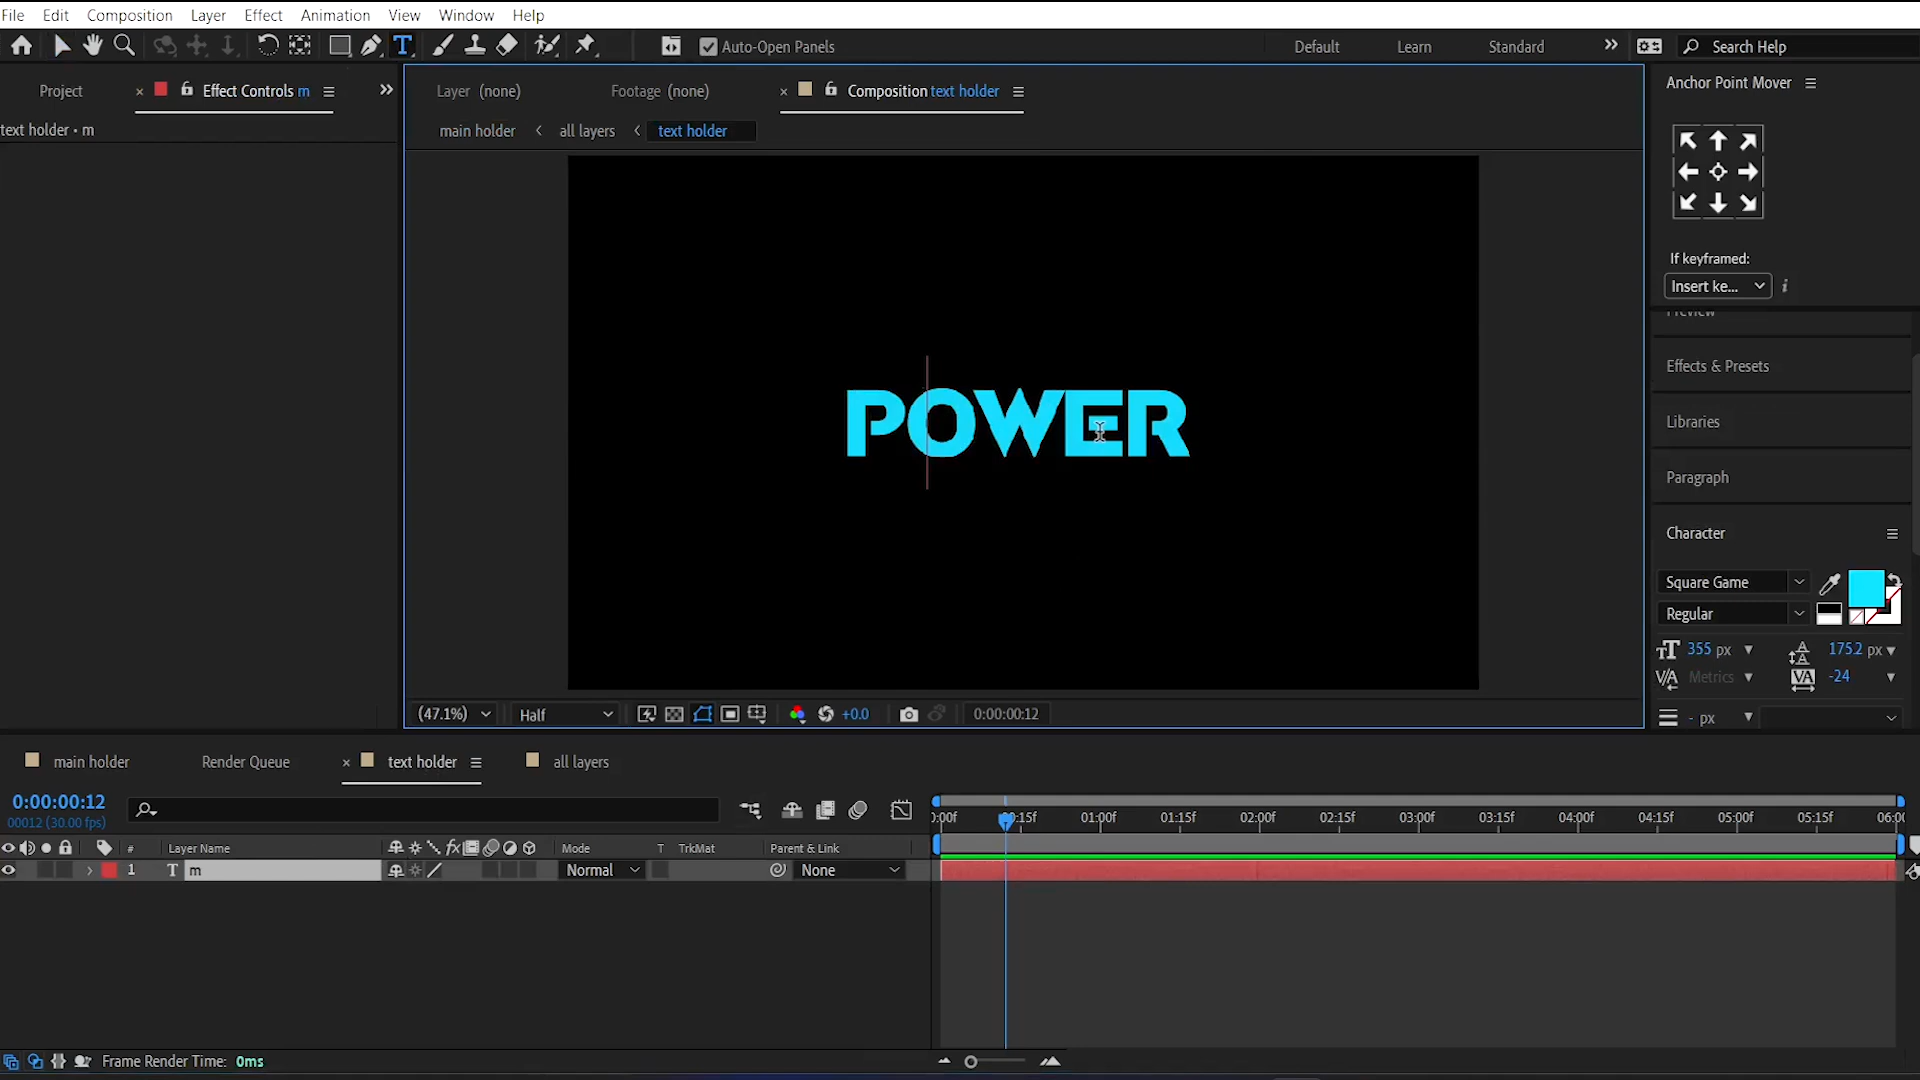 File Edit Composition Layer Effect Animation View Window Help
Auto-Open Panels Default Learn Standard Search Help
Project Effect Controls m Layer (none) Footage (none) Composition text holder Anchor Point Mover
text holder • m main holder all layers text holder
If keyframed:
Insert ke...
Preview
Effects & Presets
Libraries
Paragraph
Character
POWER
Square Game
Regular
355 px 175.2 px
Metrics -24
- px
(47.1%) Half +0.0 0:00:00:12
main holder Render Queue text holder all layers
0:00:00:12
00012 (30.00 fps)
:00f 0:15f 01:00f 01:15f 02:00f 02:15f 03:00f 03:15f 04:00f 04:15f 05:00f 05:15f 06:0
# Layer Name Mode T TrkMat Parent & Link
1 T m Normal None
Frame Render Time: 0ms